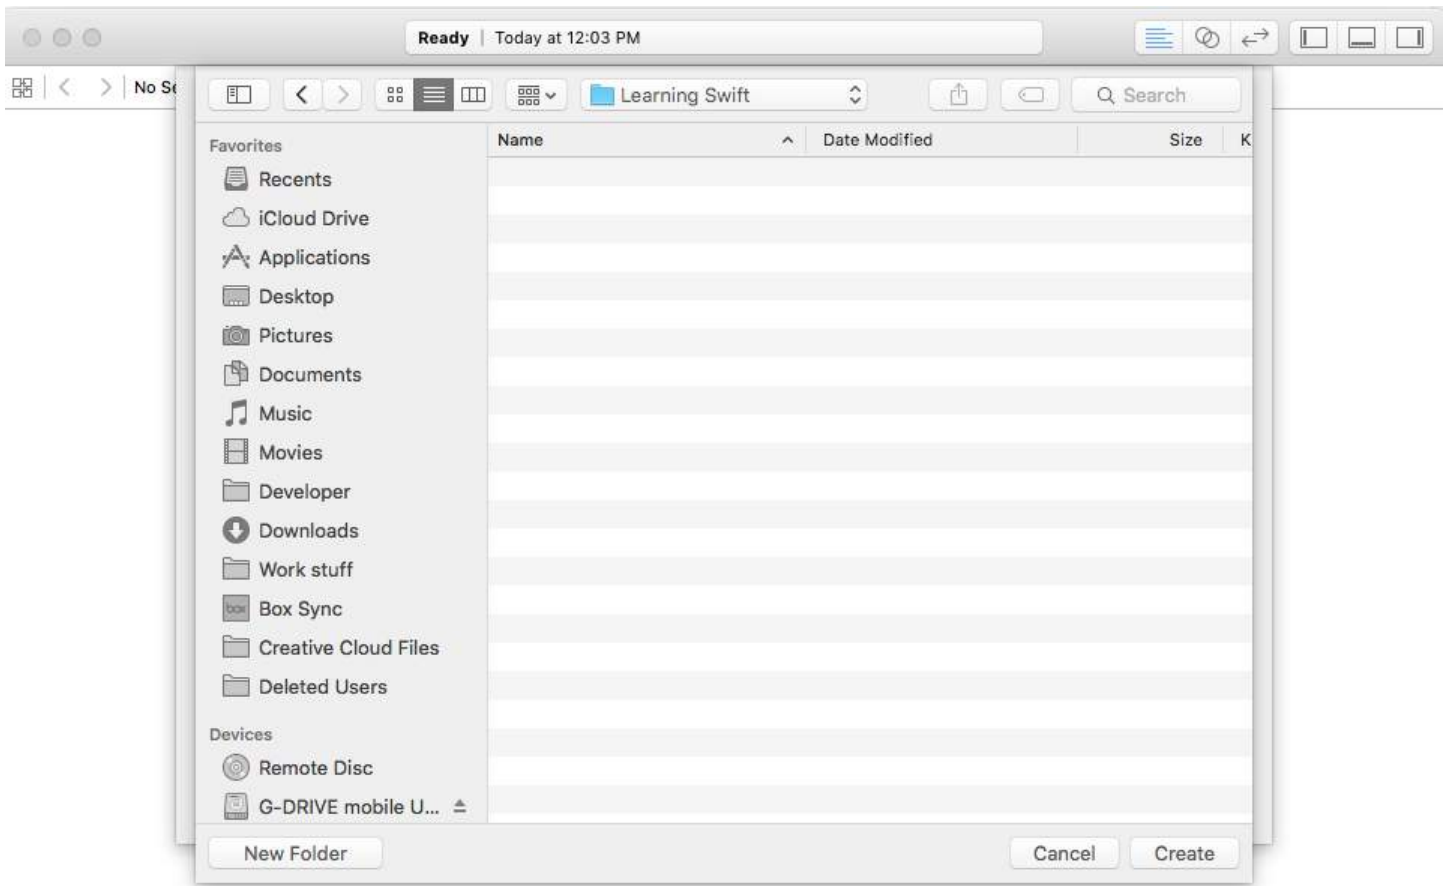 Ready | Today at 12:03 PM
No Se
Learning Swift
Search
Favorites
Recents
iCloud Drive
Applications
Desktop
Pictures
Documents
Music
Movies
Developer
Downloads
Work stuff
box Box Sync
Creative Cloud Files
Deleted Users
Devices
Remote Disc
G-DRIVE mobile U...
Name Date Modified Size K
New Folder Cancel Create